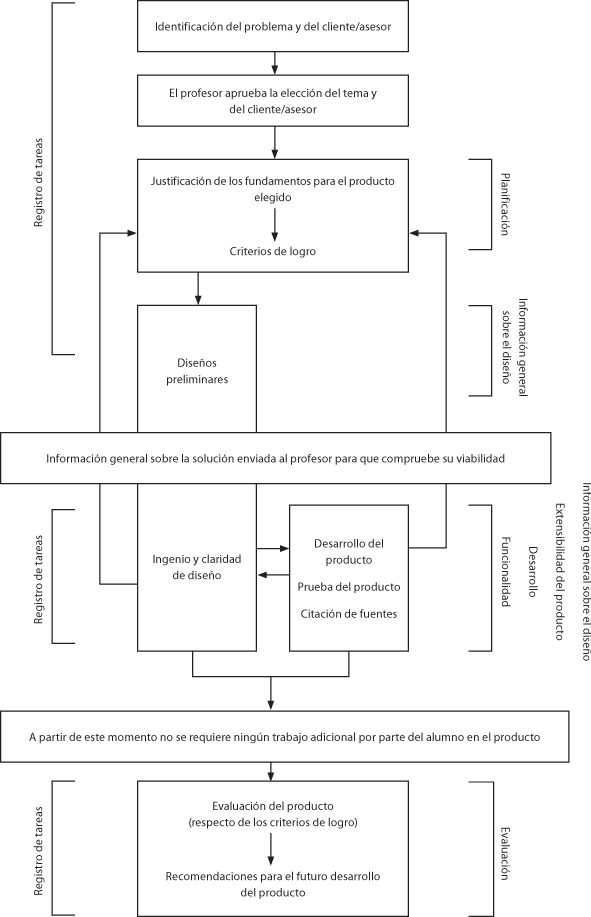 Identificación del problema y del cliente/asesor
El profesor aprueba la elección del tema y
del cliente/asesor
Registro de tareas
Justificación de los fundamentos para el producto
elegido
Criterios de logro
Planificación
Diseños
preliminares
Información general
sobre el diseño
Información general sobre la solución enviada al profesor para que compruebe su viabilidad
Registro de tareas
Ingenio y claridad
de diseño
Desarrollo del
producto
Prueba del producto
Citación de fuentes
Funcionalidad
Desarrollo
Extensibilidad del producto
Información general sobre el diseño
A partir de este momento no se requiere ningún trabajo adicional por parte del alumno en el producto
Registro de tareas
Evaluación del producto
(respecto de los criterios de logro)
Recomendaciones para el futuro desarrollo
del producto
Evaluación